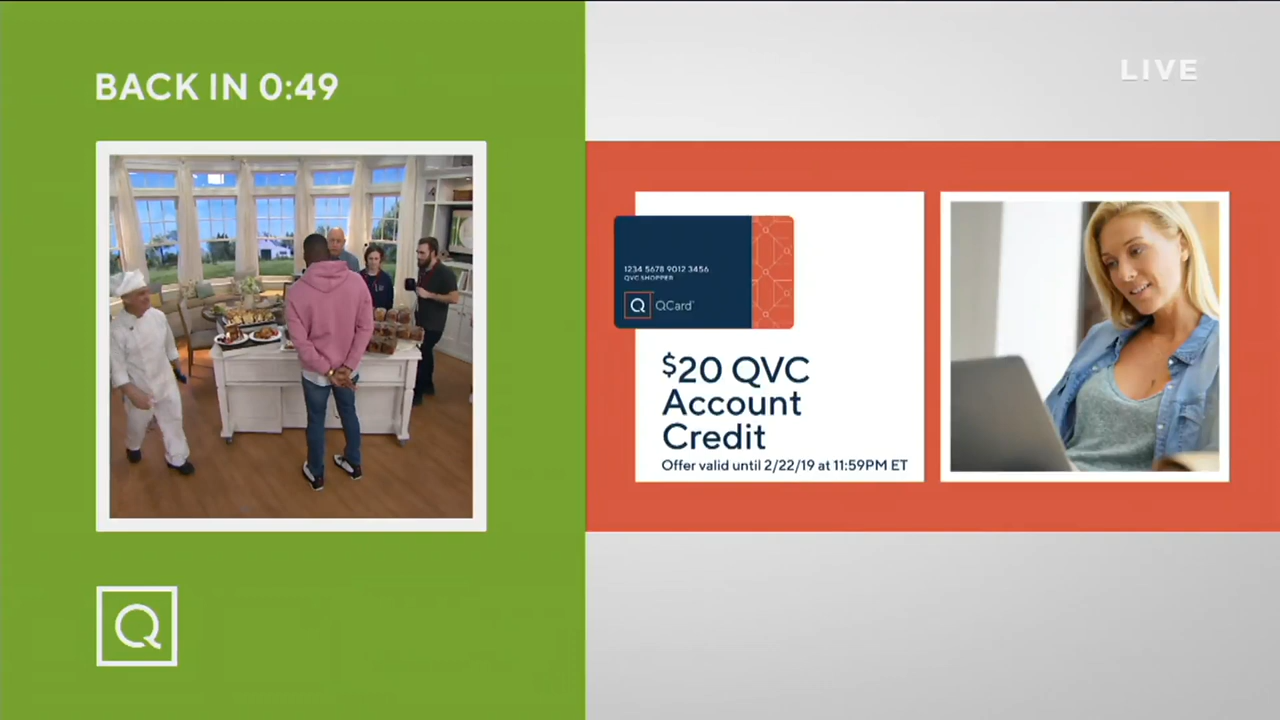 BACK IN 0:49
LIVE
1234 5678 9012 3456
QVC SHOPPER
Q QCard™
$20 QVC
Account
Credit
Offer valid until 2/22/19 at 11:59PM ET
Q